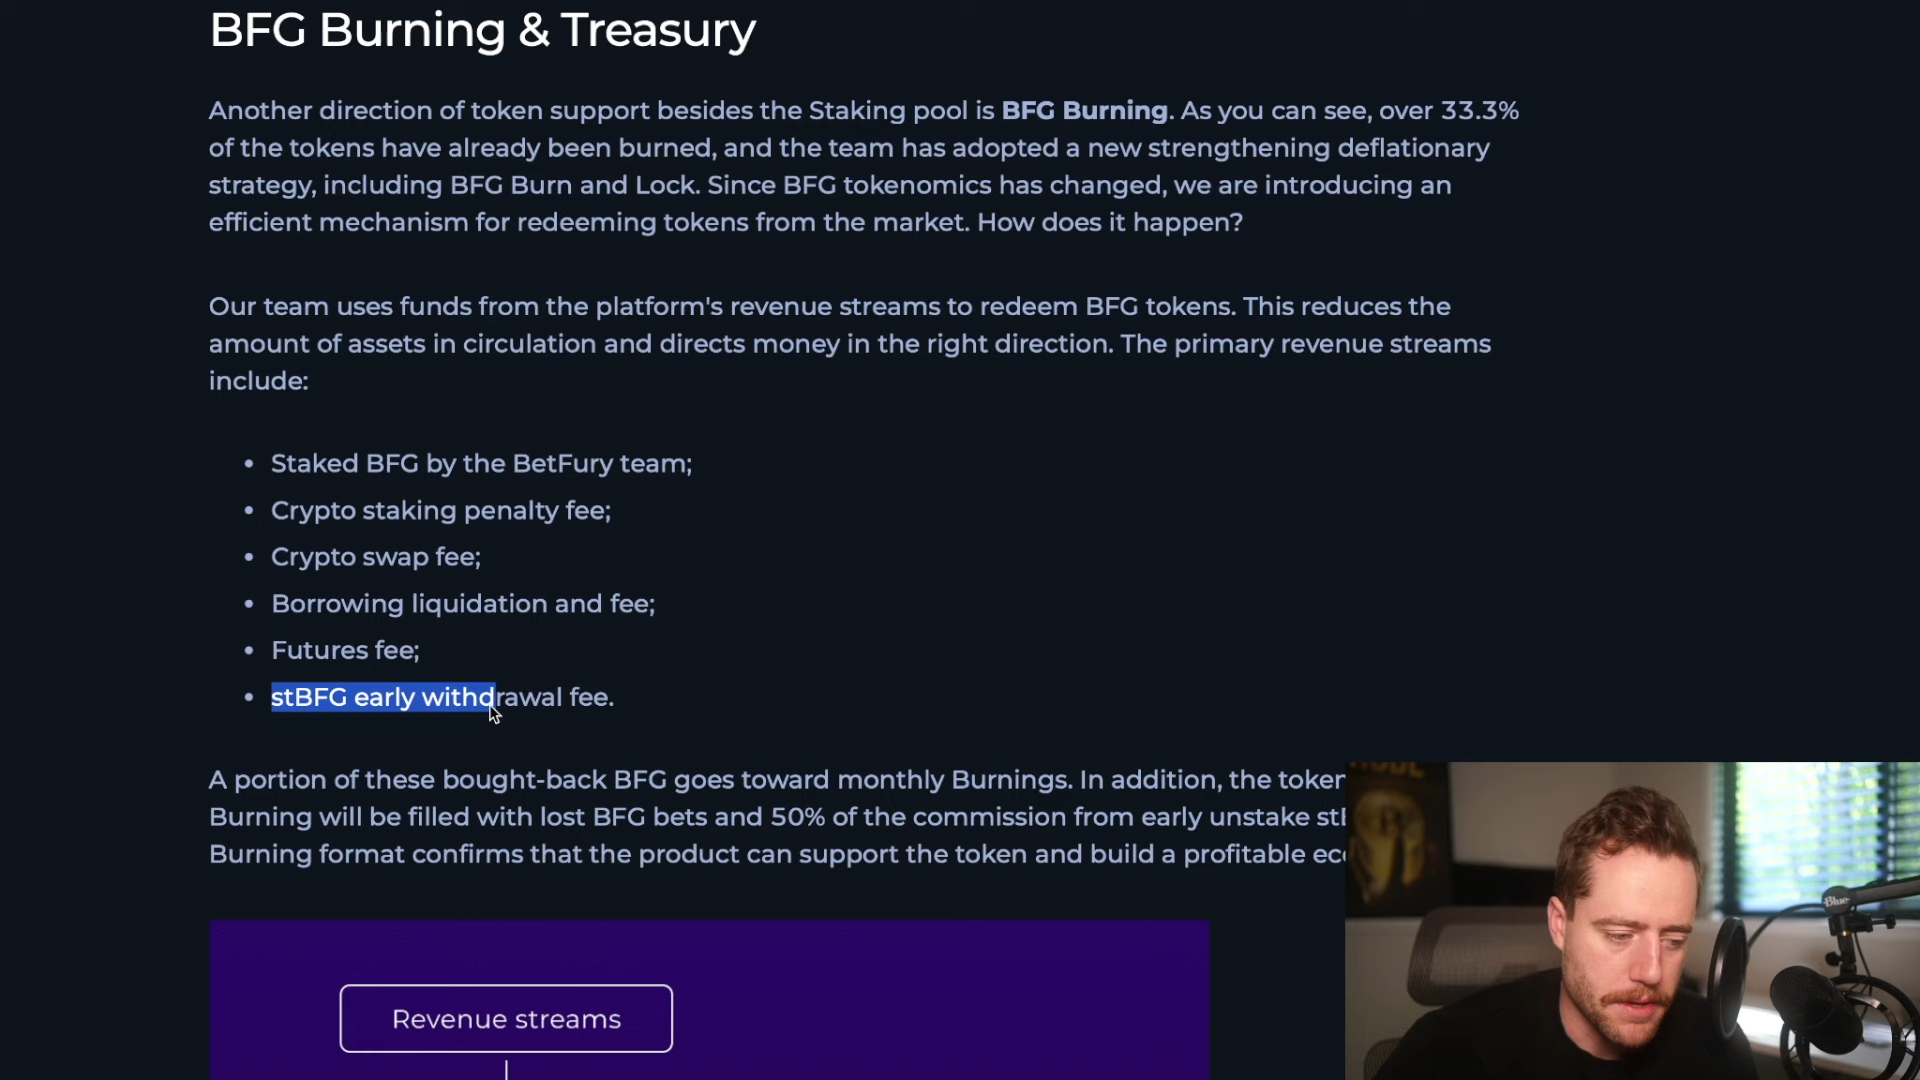 BFG Burning & Treasury
Another direction of token support besides the Staking pool is BFG Burning. As you can see, over 33.3%
of the tokens have already been burned, and the team has adopted a new strengthening deflationary
strategy, including BFG Burn and Lock. Since BFG tokenomics has changed, we are introducing an
efficient mechanism for redeeming tokens from the market. How does it happen?
Our team uses funds from the platform's revenue streams to redeem BFG tokens. This reduces the
amount of assets in circulation and directs money in the right direction. The primary revenue streams
include:
• Staked BFG by the BetFury team;
• Crypto staking penalty fee;
• Crypto swap fee;
• Borrowing liquidation and fee;
• Futures fee;
• stBFG early withdrawal fee.
A portion of these bought-back BFG goes toward monthly Burnings. In addition, the token
Burning will be filled with lost BFG bets and 50% of the commission from early unstake
Burning format confirms that the product can support the token and build a profitable
Revenue streams
Blue